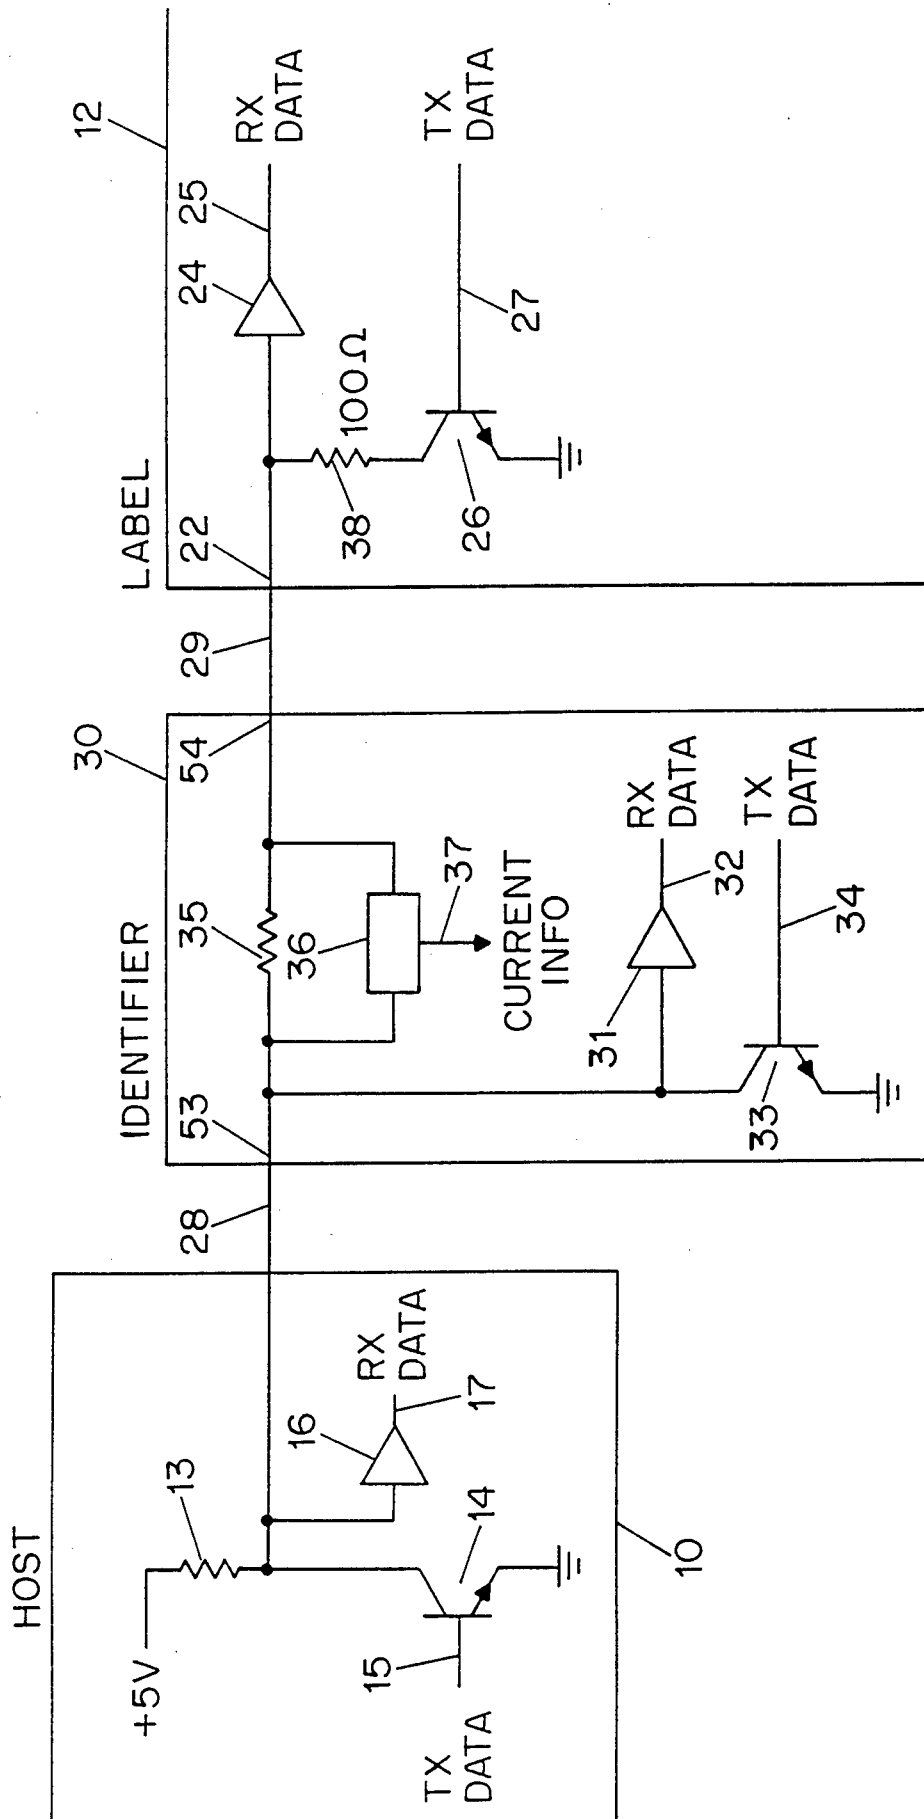 HOST
+5V
13
16
RX
DATA
17
14
15
TX
DATA
10
28
IDENTIFIER
30
53
35
54
36
37
CURRENT
INFO
31
RX
DATA
32
33
TX
DATA
34
29
LABEL
12
22
24
25
RX
DATA
38
100Ω
26
27
TX
DATA